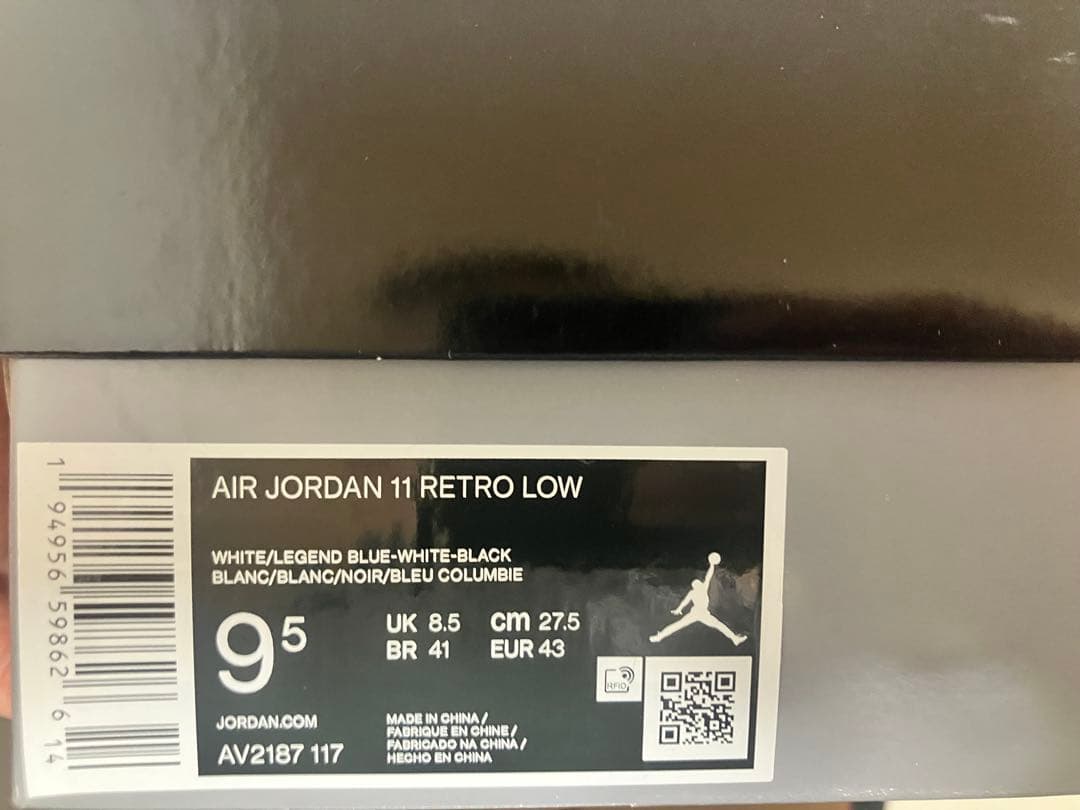 AIR JORDAN 11 RETRO LOW
WHITE/LEGEND BLUE-WHITE-BLACK
BLANC/BLANC/NOIR/BLEU COLUMBIE
9⁵
UK 8.5 cm 27.5
BR 41 EUR 43
RFID
JORDAN.COM
AV2187 117
MADE IN CHINA /
FABRIQUE EN CHINE /
FABRICADO NA CHINA /
HECHO EN CHINA
1 94956 59862 6 14